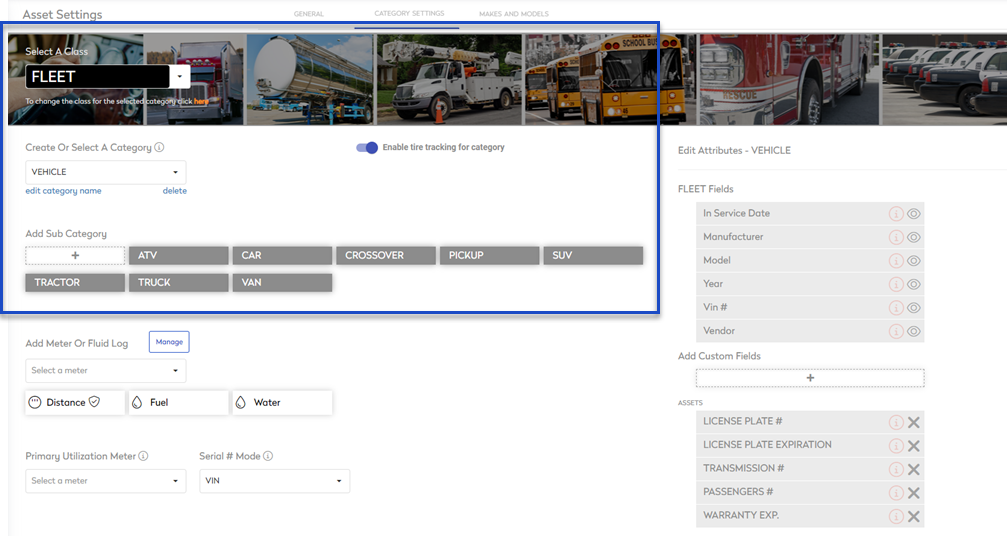 Asset Settings
GENERAL
CATEGORY SETTINGS
MAKES AND MODELS
Select A Class
FLEET
To change the class for the selected category click here
SCHOOL BUS
RESCUE
Create Or Select A Category
Enable tire tracking for category
VEHICLE
edit category name
delete
Add Sub Category
+
ATV
CAR
CROSSOVER
PICKUP
SUV
TRACTOR
TRUCK
VAN
Add Meter Or Fluid Log
Manage
Select a meter
Distance
Fuel
Water
Primary Utilization Meter
Serial # Mode
Select a meter
VIN
Edit Attributes - VEHICLE
FLEET Fields
In Service Date
Manufacturer
Model
Year
Vin #
Vendor
Add Custom Fields
+
ASSETS
LICENSE PLATE #
LICENSE PLATE EXPIRATION
TRANSMISSION #
PASSENGERS #
WARRANTY EXP.